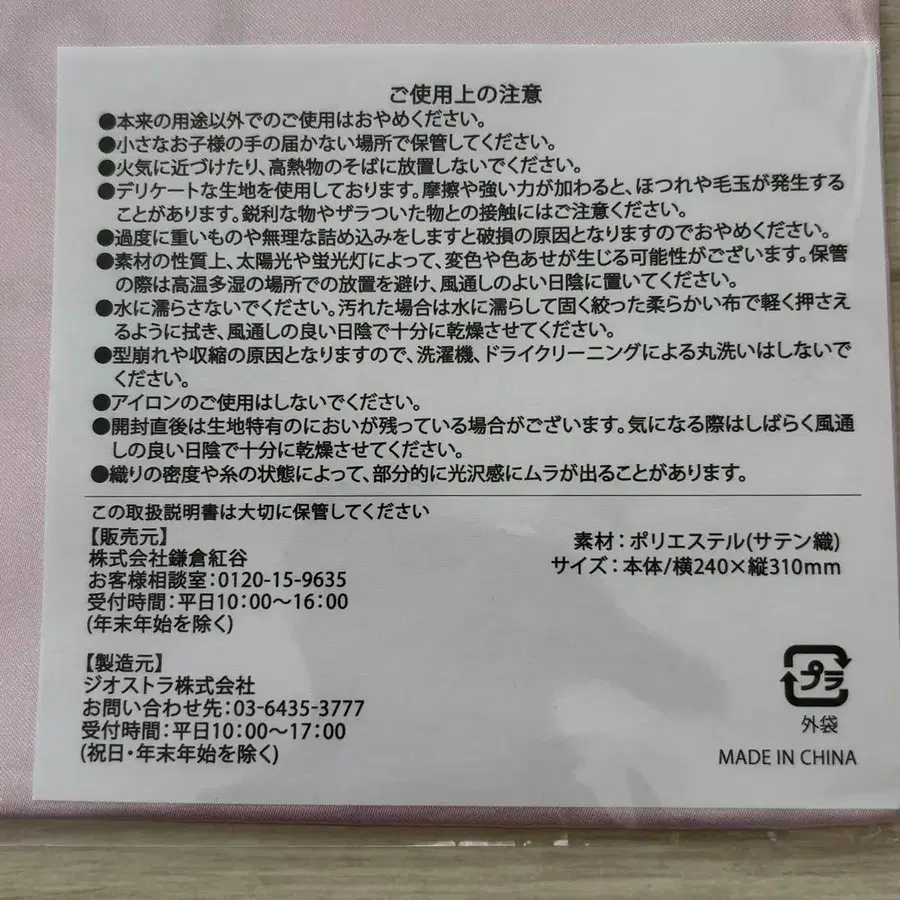 ご使用上の注意
●本来の用途以外でのご使用はおやめください。
●小さなお子様の手の届かない場所で保管してください。
●火気に近づけたり、高熱物のそばに放置しないでください。
●デリケートな生地を使用しております。摩擦や強い力が加わると、ほつれや毛玉が発生する
ことがあります。鋭利な物やザラついた物との接触にはご注意ください。
●過度に重いものや無理な詰め込みをしますと破損の原因となりますのでおやめください。
●素材の性質上、太陽光や蛍光灯によって、変色や色あせが生じる可能性がございます。保管
の際は高温多湿の場所での放置を避け、風通しのよい日陰に置いてください。
●水に濡らさないでください。汚れた場合は水に濡らして固く絞った柔らかい布で軽く押さえ
るように拭き、風通しの良い日陰で十分に乾燥させてください。
●型崩れや収縮の原因となりますので、洗濯機、ドライクリーニングによる丸洗いはしないで
ください。
●アイロンのご使用はしないでください。
●開封直後は生地特有のにおいが残っている場合がございます。気になる際はしばらく風通
しの良い日陰で十分に乾燥させてください。
●織りの密度や糸の状態によって、部分的に光沢感にムラが出ることがあります。
この取扱説明書は大切に保管してください
【販売元】
株式会社鎌倉紅谷
お客様相談室：0120-15-9635
受付時間：平日10：00～16：00
(年末年始を除く)
素材：ポリエステル(サテン織)
サイズ：本体/横240×縦310mm
【製造元】
ジオストラ株式会社
お問い合わせ先：03-6435-3777
受付時間：平日10：00～17：00
(祝日・年末年始を除く)
プラ
外袋
MADE IN CHINA